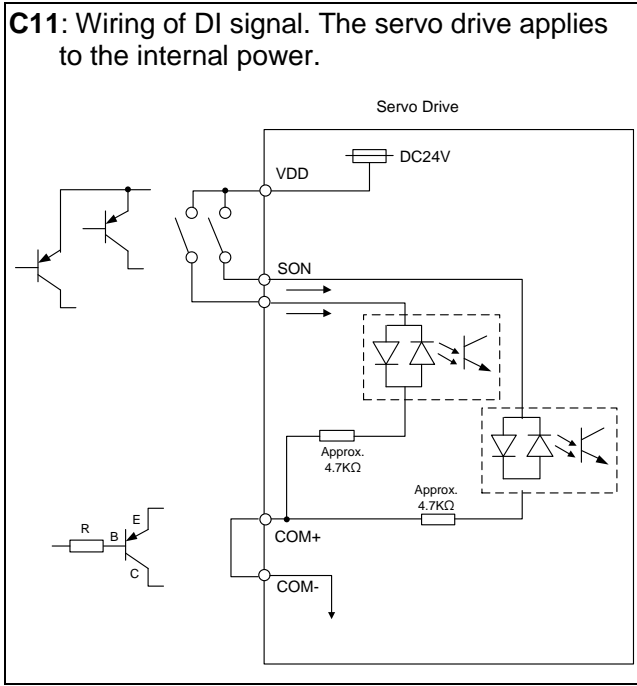 C11: Wiring of DI signal. The servo drive applies
to the internal power.
Servo Drive
DC24V
VDD
SON
Approx.
4.7KΩ
Approx.
4.7KΩ
R
B
E
C
COM+
COM-